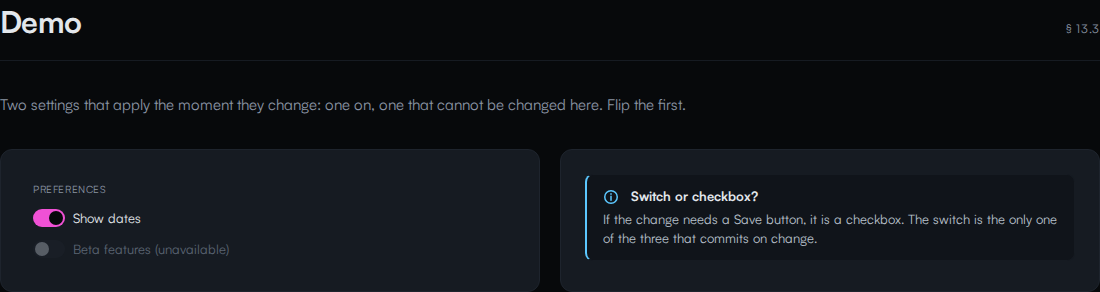 Demo
§ 13.3
Two settings that apply the moment they change: one on, one that cannot be changed here. Flip the first.
PREFERENCES
Show dates
Beta features (unavailable)
Switch or checkbox?
If the change needs a Save button, it is a checkbox. The switch is the only one
of the three that commits on change.